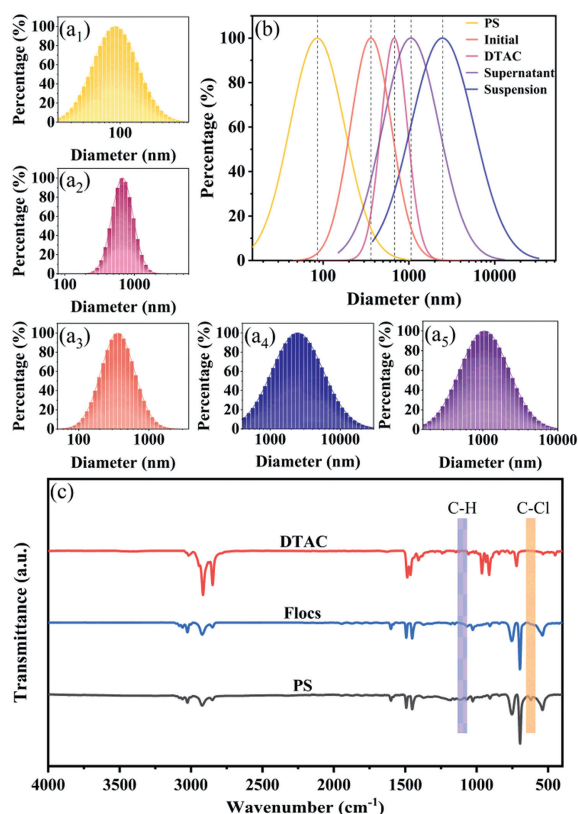 (a1)
Percentage (%)
100
80
60
40
20
0
100
Diameter (nm)
(b)
PS
Initial
DTAC
Supernatant
Suspension
Percentage (%)
100
80
60
40
20
0
100 1000 10000
Diameter (nm)
(a2)
Percentage (%)
100
80
60
40
20
0
100 1000
Diameter (nm)
(a3)
Percentage (%)
100
80
60
40
20
0
100 1000
Diameter (nm)
(a4)
Percentage (%)
100
80
60
40
20
0
1000 10000
Diameter (nm)
(a5)
Percentage (%)
100
80
60
40
20
0
1000 10000
Diameter (nm)
(c)
C-H C-Cl
DTAC
Flocs
PS
Transmittance (a.u.)
4000 3500 3000 2500 2000 1500 1000 500
Wavenumber (cm-1)